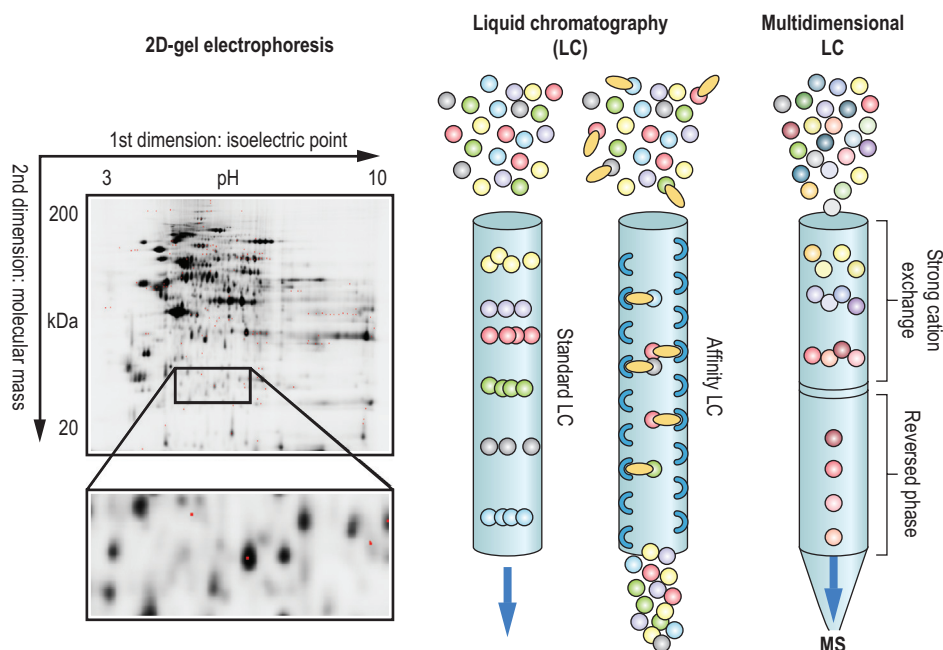 2D-gel electrophoresis
1st dimension: isoelectric point
3 pH 10
2nd dimension: molecular mass
200
kDa
20
Liquid chromatography
(LC)
Standard LC
Affinity LC
Multidimensional
LC
Strong cation
exchange
Reversed phase
MS